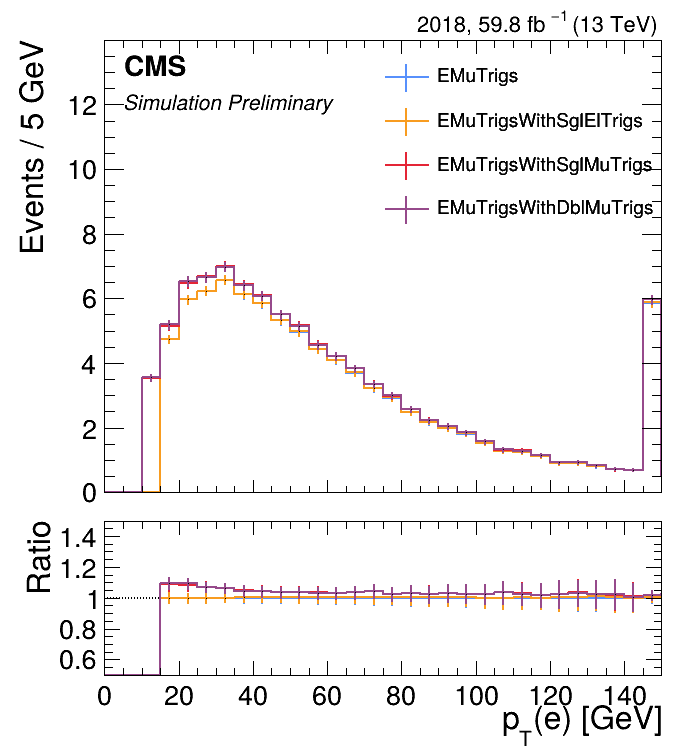 2018, 59.8 fb⁻¹ (13 TeV)
CMS
Simulation Preliminary
EMuTrigs
EMuTrigsWithSglElTrigs
EMuTrigsWithSglMuTrigs
EMuTrigsWithDblMuTrigs
Events / 5 GeV
12
10
8
6
4
2
0
Ratio
1.4
1.2
1
0.8
0.6
0 20 40 60 80 100 120 140
p_T(e) [GeV]